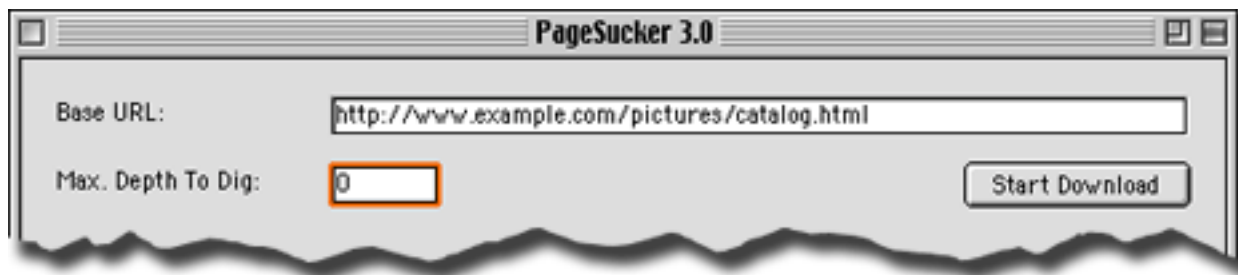 PageSucker 3.0
Base URL: http://www.example.com/pictures/catalog.html
Max. Depth To Dig: 0 Start Download